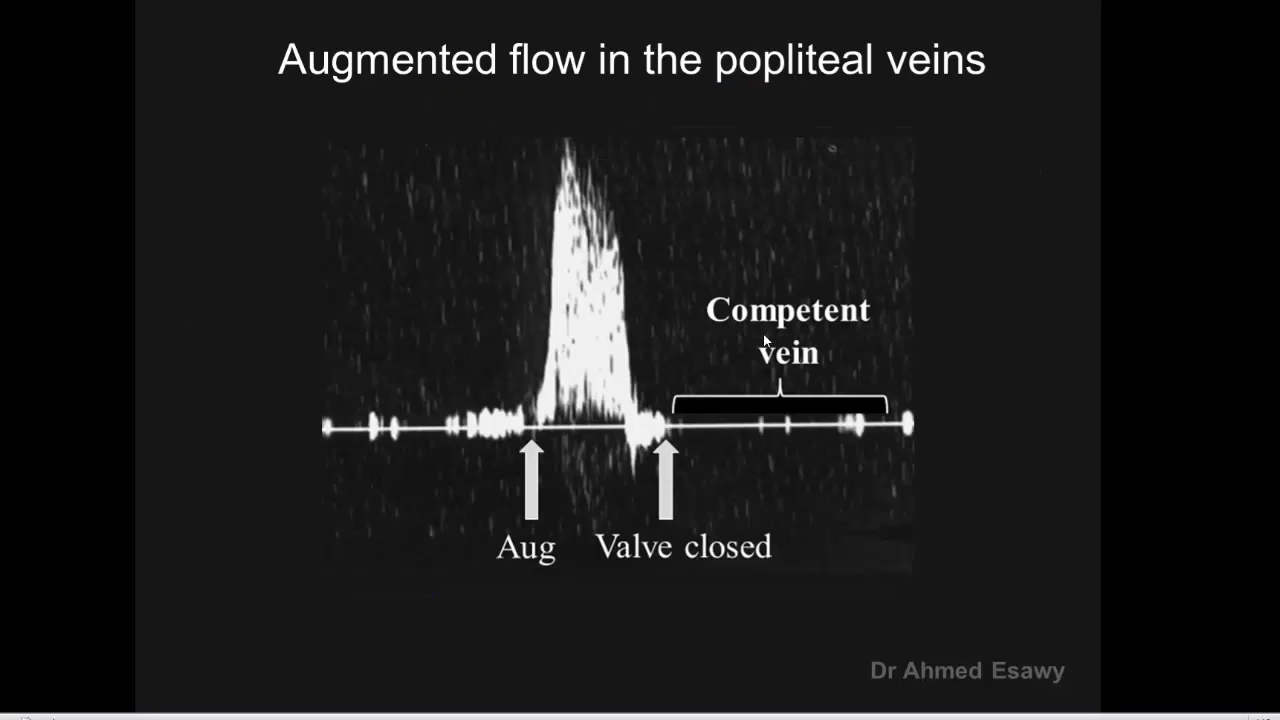 Augmented flow in the popliteal veins
Competent
vein
Aug
Valve closed
Dr Ahmed Esawy